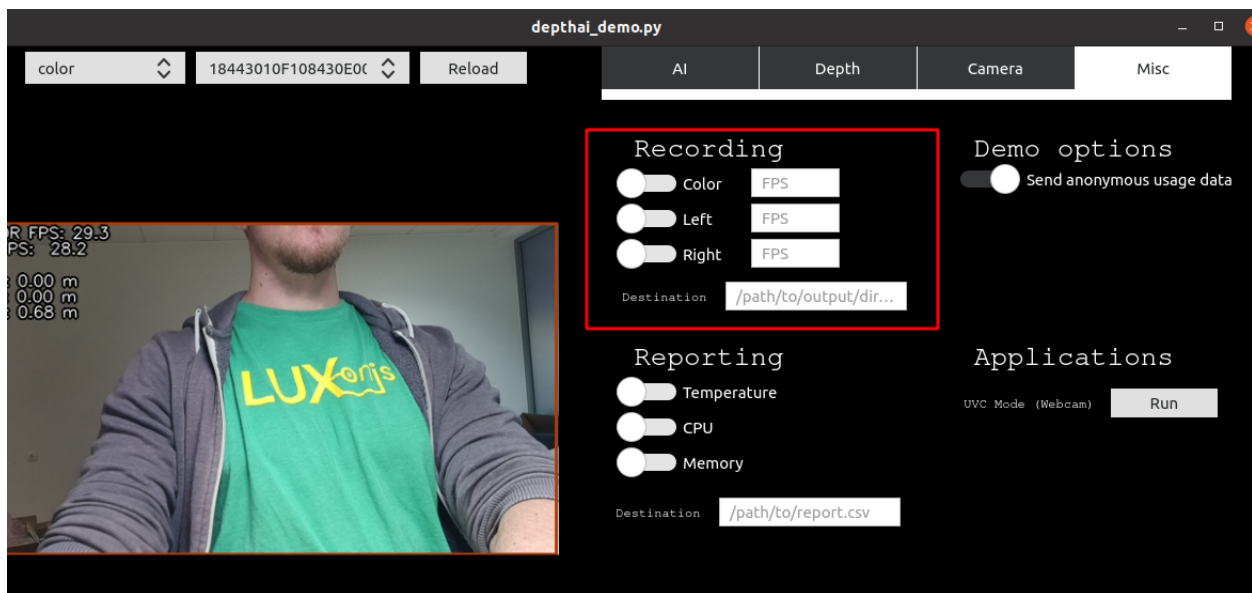 depthai_demo.py
color 18443010F108430E0( Reload
AI Depth Camera Misc
Recording
Color FPS
Left FPS
Right FPS
Destination /path/to/output/dir...
Demo options
Send anonymous usage data
R FPS: 29.3
PS: 28.2
: 0.00 m
: 0.00 m
: 0.68 m
LUXonis
Reporting
Temperature
CPU
Memory
Destination /path/to/report.csv
Applications
UVC Mode (Webcam) Run